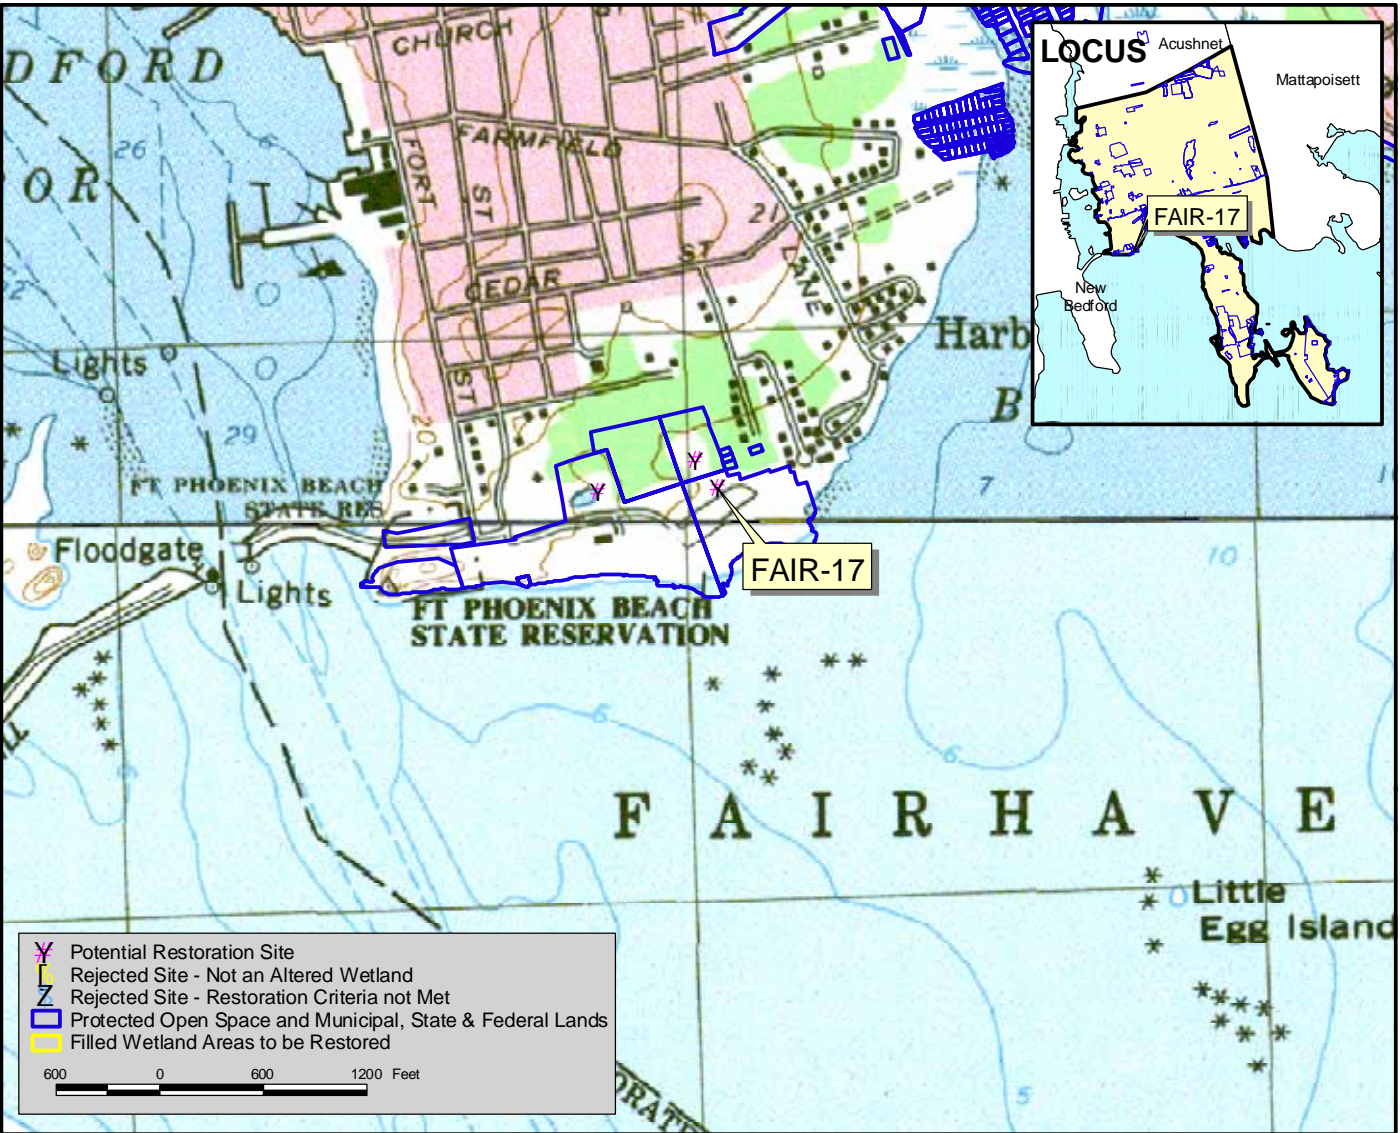 CHURCH
DFORD
26
6
FARMFIELD
OR
FORT
ST
21
ST
LANE
CEDAR
Harb
Lights
ST
B
20
29
7
FT PHOENIX BEACH
STATE RES
Floodgate
Lights
10
FAIR-17
FT PHOENIX BEACH
STATE RESERVATION
6
6
FAIRHAVE
Little
Egg Island
5
LOCUS
Acushnet
Mattapoisett
FAIR-17
New
Bedford
Potential Restoration Site
Rejected Site - Not an Altered Wetland
Rejected Site - Restoration Criteria not Met
Protected Open Space and Municipal, State & Federal Lands
Filled Wetland Areas to be Restored
600 0 600 1200 Feet